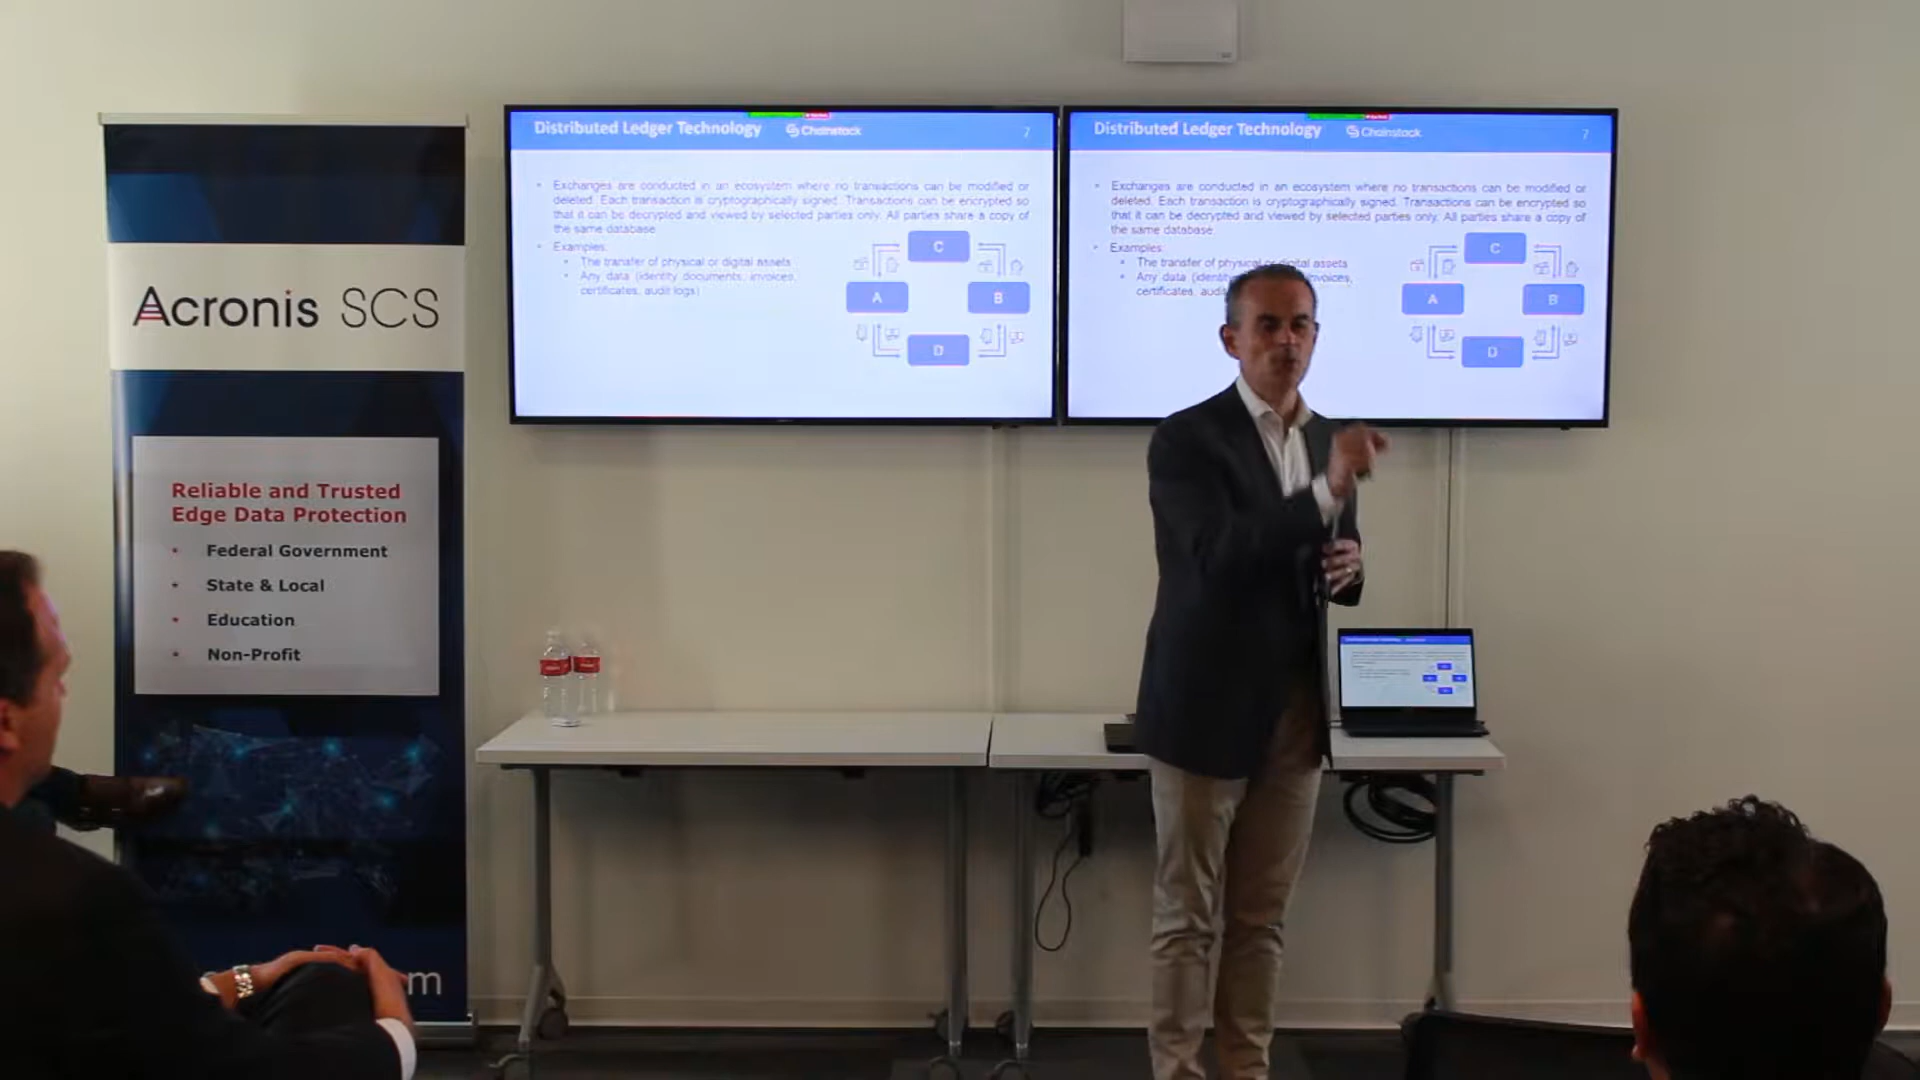 Acronis SCS
Reliable and Trusted
Edge Data Protection
• Federal Government
• State & Local
• Education
• Non-Profit
m
Distributed Ledger Technology Chainstack 7
• Exchanges are conducted in an ecosystem where no transactions can be modified or
deleted. Each transaction is cryptographically signed. Transactions can be encrypted so
that it can be decrypted and viewed by selected parties only. All parties share a copy of
the same database.
• Examples:
• The transfer of physical or digital assets
• Any data (identity documents, invoices,
certificates, audit logs)
C
A B
D
Distributed Ledger Technology Chainstack 7
• Exchanges are conducted in an ecosystem where no transactions can be modified or
deleted. Each transaction is cryptographically signed. Transactions can be encrypted so
that it can be decrypted and viewed by selected parties only. All parties share a copy of
the same database.
• Examples:
• The transfer of physical or digital assets
• Any data (identity invoices,
certificates, audit
C
A B
D